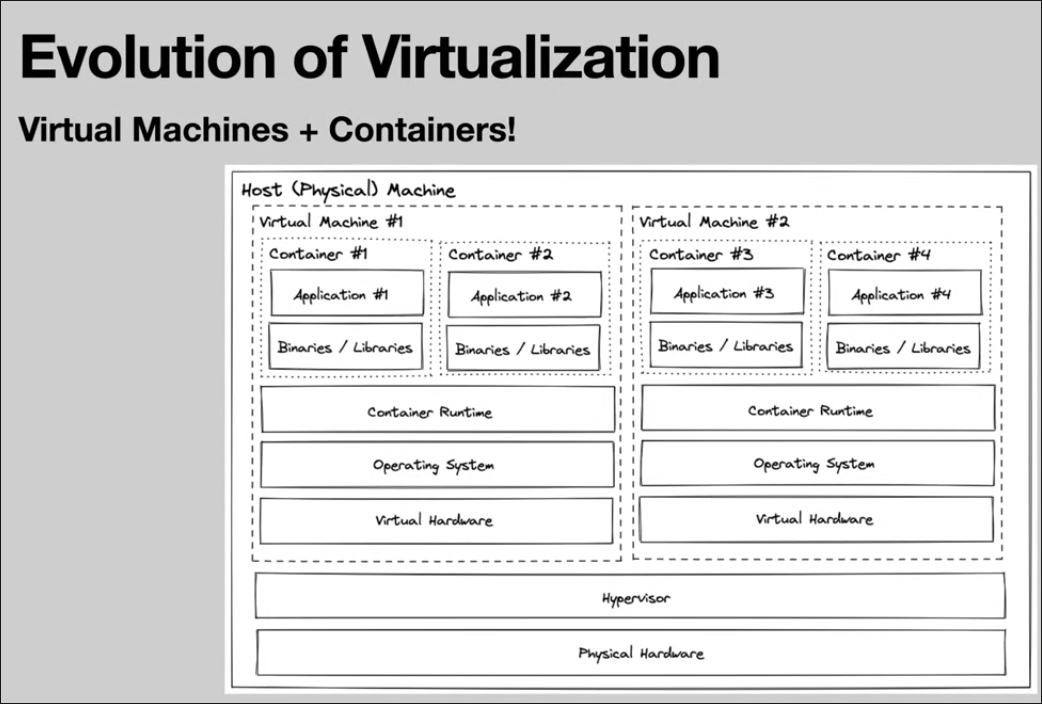 Evolution of Virtualization
Virtual Machines + Containers!
Host (Physical) Machine
Virtual Machine #1
Container #1
Application #1
Binaries / Libraries
Container #2
Application #2
Binaries / Libraries
Container Runtime
Operating System
Virtual Hardware
Virtual Machine #2
Container #3
Application #3
Binaries / Libraries
Container #4
Application #4
Binaries / Libraries
Container Runtime
Operating System
Virtual Hardware
Hypervisor
Physical Hardware